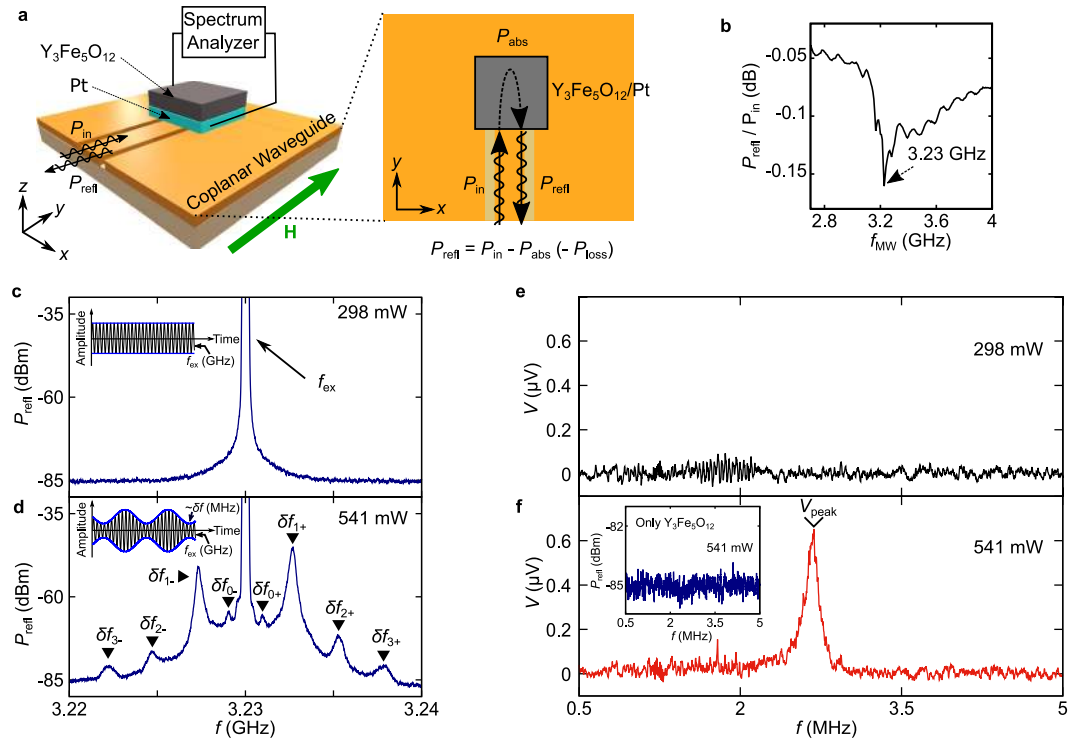 a
Spectrum
Analyzer
Y3Fe5O12
Pt
Pin
Prefl
Coplanar Waveguide
H
z
y
x
Pabs
Y3Fe5O12/Pt
Pin
Prefl
y
x
Prefl = Pin - Pabs (- Ploss)
b
-0.05
-0.1
-0.15
Prefl / Pin (dB)
3.23 GHz
2.8
3.2
3.6
4
fMW (GHz)
c
-35
-60
-85
Prefl (dBm)
298 mW
Amplitude
Time
fex (GHz)
fex
d
-35
-60
-85
Prefl (dBm)
541 mW
Amplitude
~δf (MHz)
Time
fex (GHz)
δf3-
δf2-
δf1-
δf0-
δf0+
δf1+
δf2+
δf3+
3.22
3.23
3.24
f (GHz)
e
0.6
0.4
0.2
0
V (µV)
298 mW
f
0.6
0.4
0.2
0
V (µV)
Vpeak
541 mW
Only Y3Fe5O12
541 mW
-82
-85
Prefl (dBm)
0.5
2
3.5
5
f (MHz)
0.5
2
3.5
5
f (MHz)